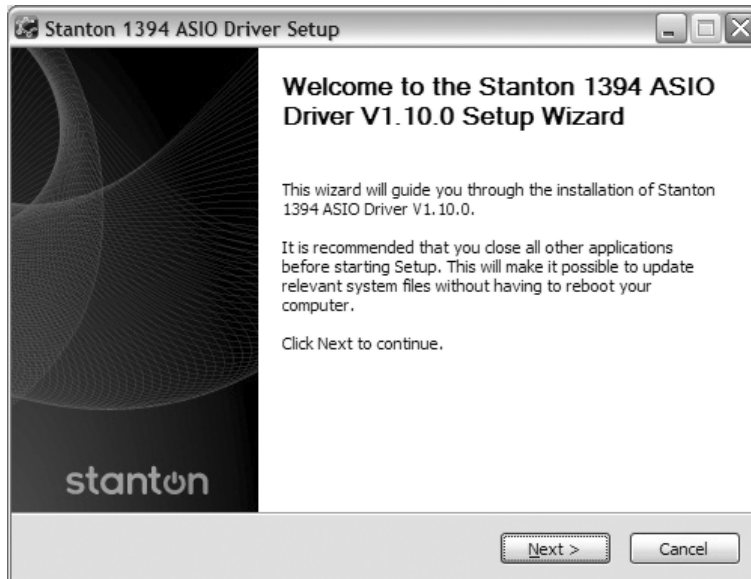 Stanton 1394 ASIO Driver Setup
Welcome to the Stanton 1394 ASIO
Driver V1.10.0 Setup Wizard
This wizard will guide you through the installation of Stanton
1394 ASIO Driver V1.10.0.
It is recommended that you close all other applications
before starting Setup. This will make it possible to update
relevant system files without having to reboot your
computer.
Click Next to continue.
stanton
Next >
Cancel